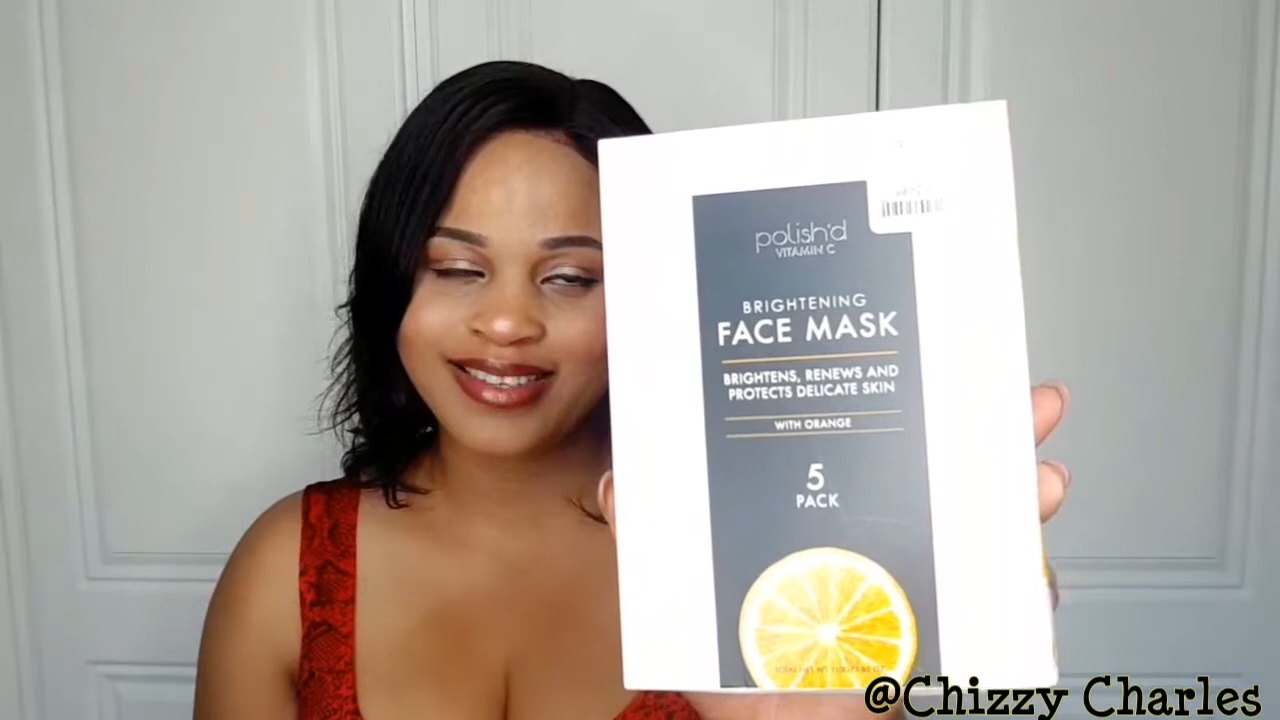 polish'd
VITAMIN C
BRIGHTENING
FACE MASK
BRIGHTENS, RENEWS AND
PROTECTS DELICATE SKIN
WITH ORANGE
5
PACK
@Chizzy Charles